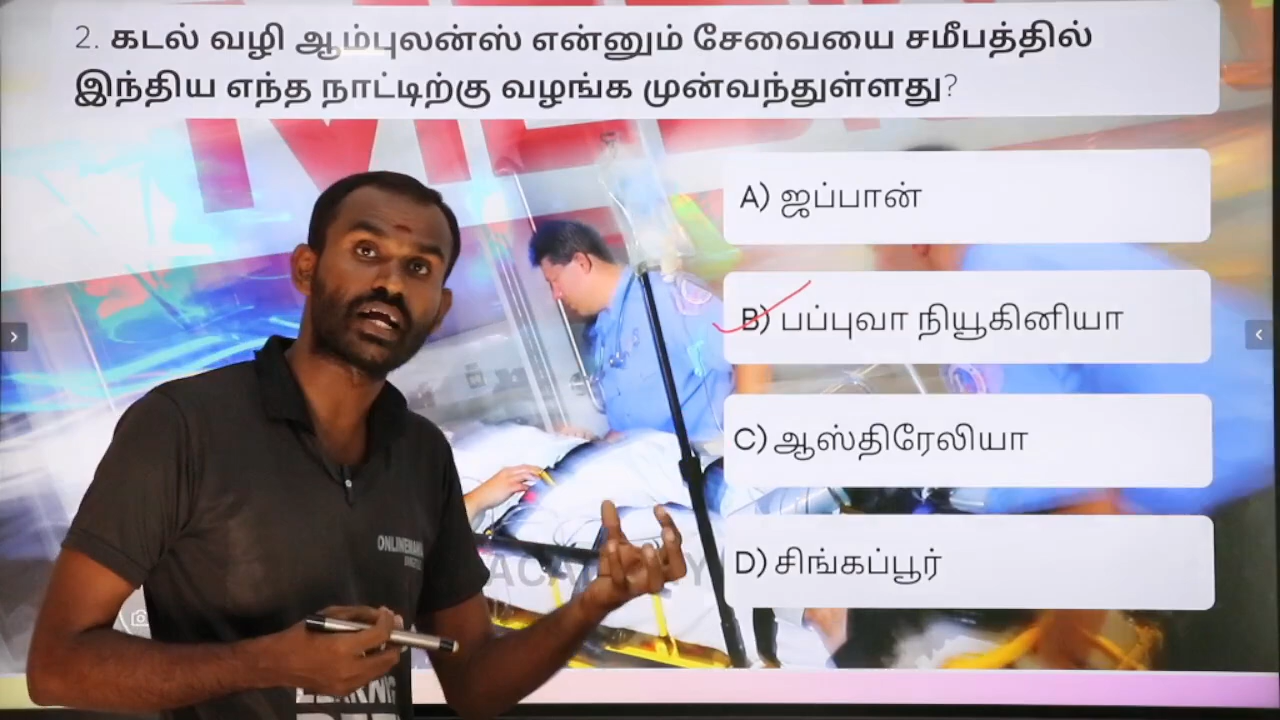 2. கடல் வழி ஆம்புலன்ஸ் என்னும் சேவையை சமீபத்தில்
இந்திய எந்த நாட்டிற்கு வழங்க முன்வந்துள்ளது?
A) ஜப்பான்
B) பப்புவா நியூகினியா
C) ஆஸ்திரேலியா
D) சிங்கப்பூர்